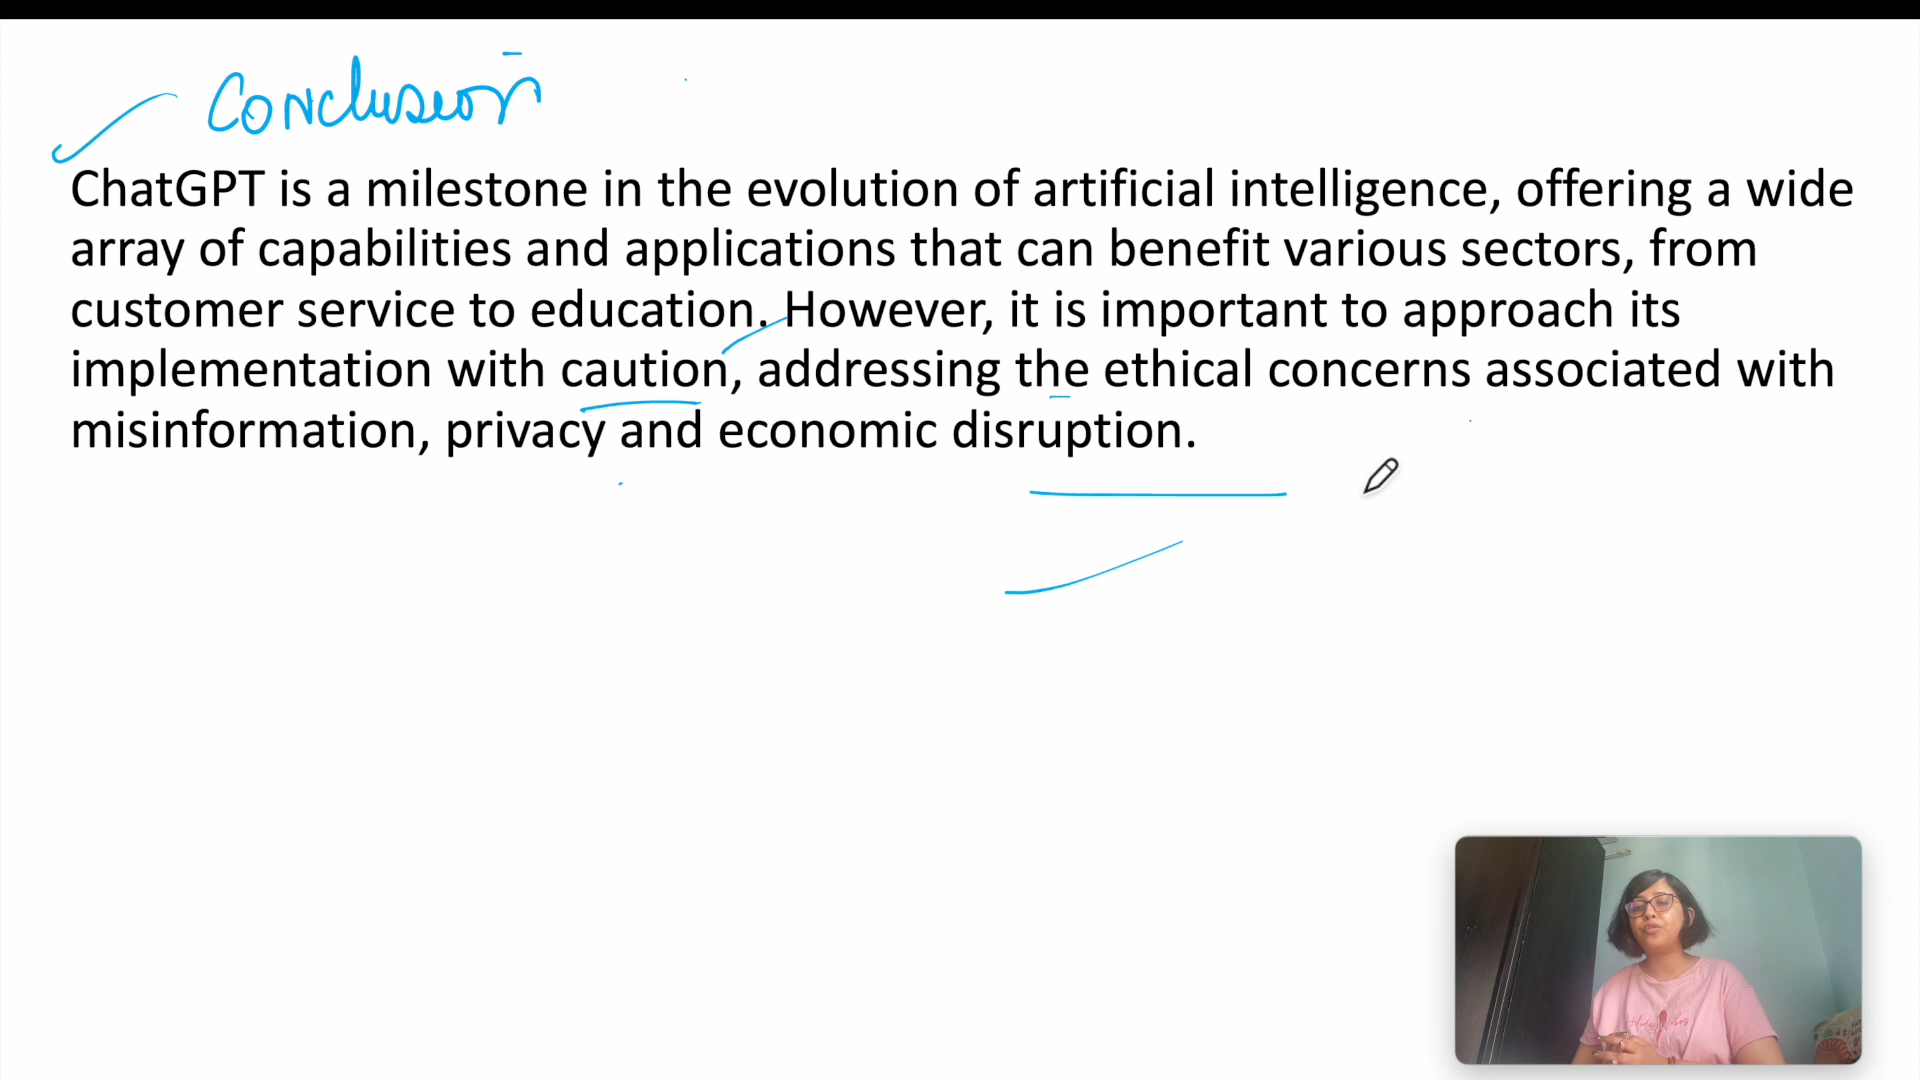 Conclusion
ChatGPT is a milestone in the evolution of artificial intelligence, offering a wide
array of capabilities and applications that can benefit various sectors, from
customer service to education. However, it is important to approach its
implementation with caution, addressing the ethical concerns associated with
misinformation, privacy and economic disruption.